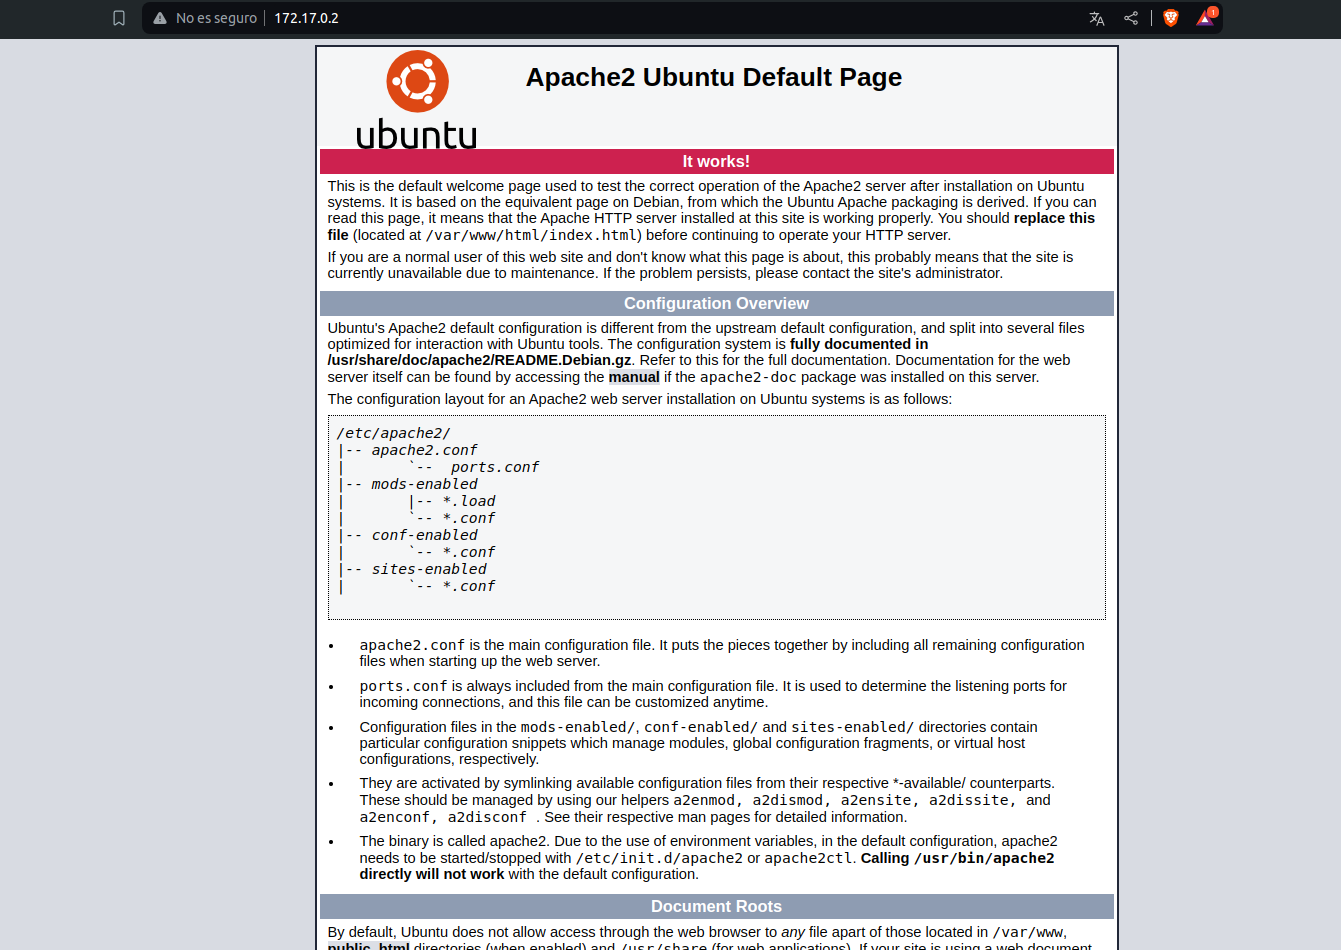 No es seguro 172.17.0.2
ubuntu
Apache2 Ubuntu Default Page
It works!
This is the default welcome page used to test the correct operation of the Apache2 server after installation on Ubuntu
systems. It is based on the equivalent page on Debian, from which the Ubuntu Apache packaging is derived. If you can
read this page, it means that the Apache HTTP server installed at this site is working properly. You should replace this
file (located at /var/www/html/index.html) before continuing to operate your HTTP server.
If you are a normal user of this web site and don't know what this page is about, this probably means that the site is
currently unavailable due to maintenance. If the problem persists, please contact the site's administrator.
Configuration Overview
Ubuntu's Apache2 default configuration is different from the upstream default configuration, and split into several files
optimized for interaction with Ubuntu tools. The configuration system is fully documented in
/usr/share/doc/apache2/README.Debian.gz. Refer to this for the full documentation. Documentation for the web
server itself can be found by accessing the manual if the apache2-doc package was installed on this server.
The configuration layout for an Apache2 web server installation on Ubuntu systems is as follows:
/etc/apache2/
|-- apache2.conf
|       `--  ports.conf
|-- mods-enabled
|       |-- *.load
|       `-- *.conf
|-- conf-enabled
|       `-- *.conf
|-- sites-enabled
|       `-- *.conf
• apache2.conf is the main configuration file. It puts the pieces together by including all remaining configuration
files when starting up the web server.
• ports.conf is always included from the main configuration file. It is used to determine the listening ports for
incoming connections, and this file can be customized anytime.
• Configuration files in the mods-enabled/, conf-enabled/ and sites-enabled/ directories contain
particular configuration snippets which manage modules, global configuration fragments, or virtual host
configurations, respectively.
• They are activated by symlinking available configuration files from their respective *-available/ counterparts.
These should be managed by using our helpers a2enmod, a2dismod, a2ensite, a2dissite, and
a2enconf, a2disconf . See their respective man pages for detailed information.
• The binary is called apache2. Due to the use of environment variables, in the default configuration, apache2
needs to be started/stopped with /etc/init.d/apache2 or apache2ctl. Calling /usr/bin/apache2
directly will not work with the default configuration.
Document Roots
By default, Ubuntu does not allow access through the web browser to any file apart of those located in /var/www,
public_html directories (when enabled) and /usr/share (for web applications). If your site is using a web document